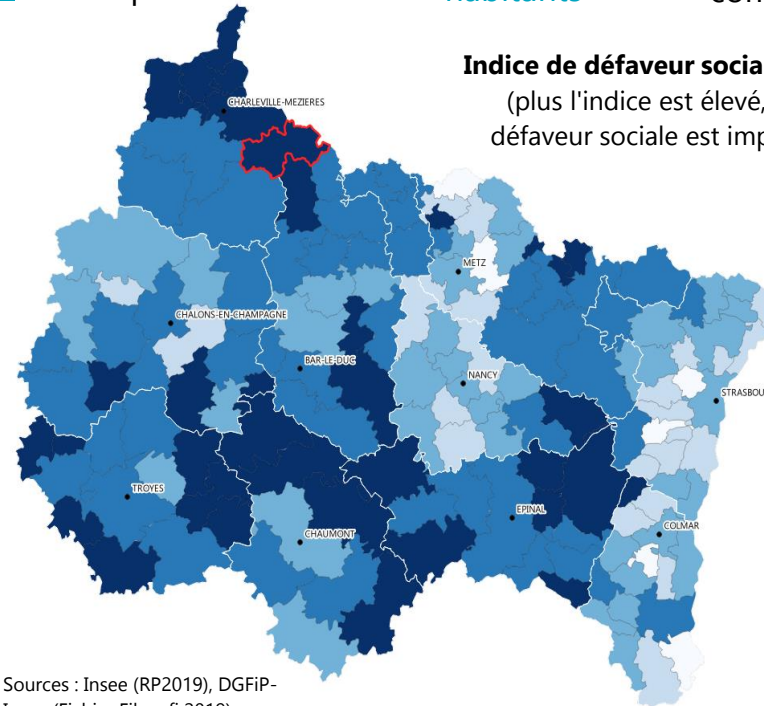 habitants
Indice de défaveur socia
(plus l'indice est élevé,
défaveur sociale est imp
CHARLEVILLE-MEZIERES
METZ
CHALONS-EN-CHAMPAGNE
BAR-LE-DUC
NANCY
STRASBOU
TROYES
EPINAL
COLMAR
CHAUMONT
Sources : Insee (RP2019), DGFiP-